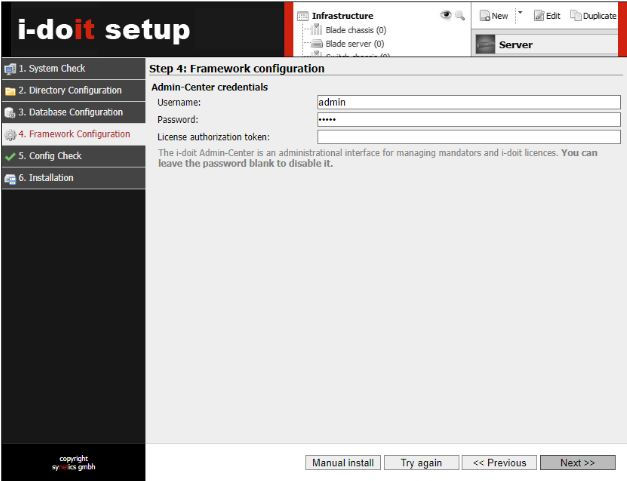 i-doit setup
Infrastructure
Blade chassis (0)
Blade server (0)
Switch chassis (0)
New
Edit
Duplicate
Server
1. System Check
2. Directory Configuration
3. Database Configuration
4. Framework Configuration
5. Config Check
6. Installation
Step 4: Framework configuration
Admin-Center credentials
Username:
admin
Password:
•••••
License authorization token:
The i-doit Admin-Center is an administrational interface for managing mandators and i-doit licences. You can
leave the password blank to disable it.
copyright
synetics gmbh
Manual install
Try again
<< Previous
Next >>